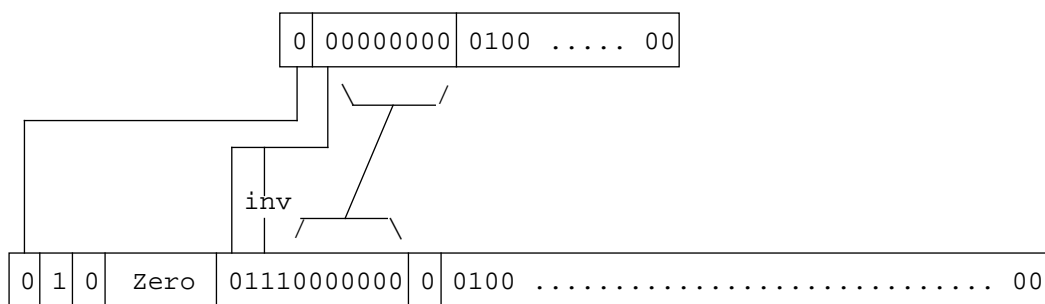 0 00000000 0100 ..... 00
inv
0 1 0 Zero 01110000000 0 0100 ............................. 00